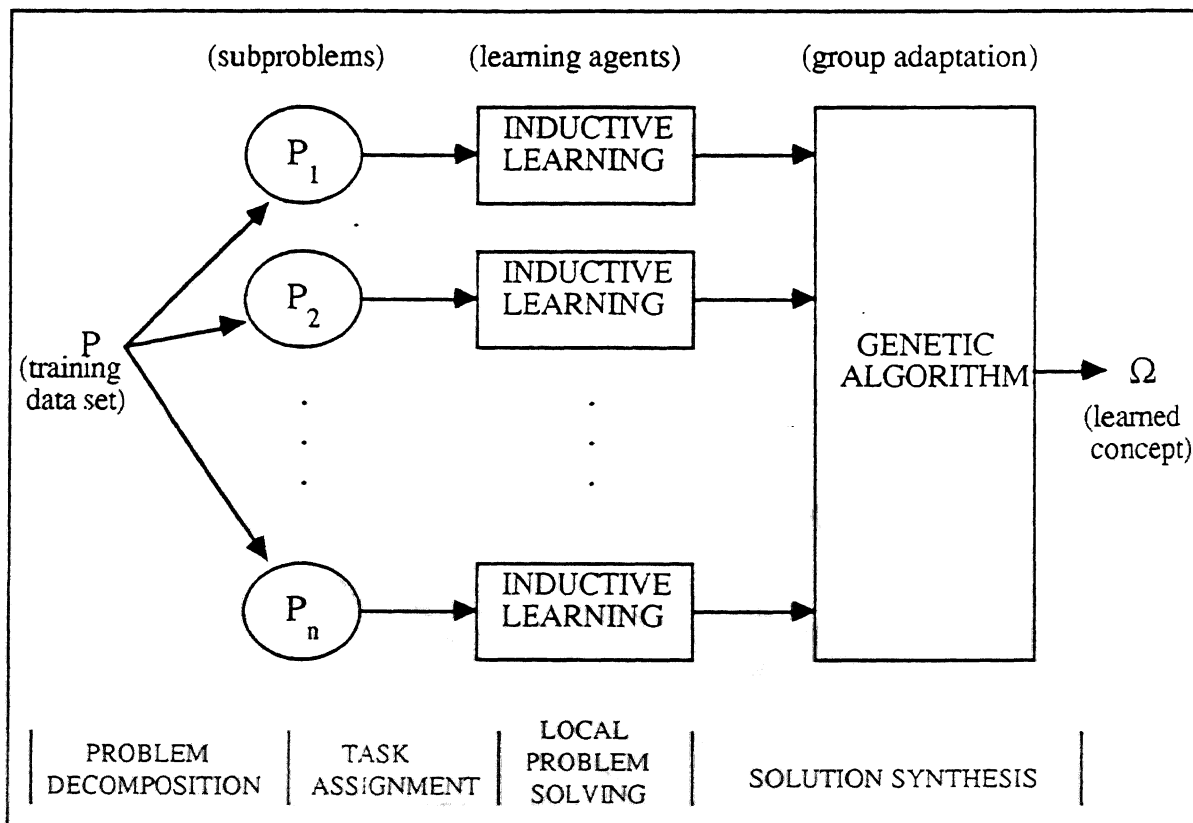 (subproblems) (learning agents) (group adaptation)
P1
INDUCTIVE
LEARNING
P2
INDUCTIVE
LEARNING
P
(training
data set)
GENETIC
ALGORITHM
Ω
(learned
concept)
Pn
INDUCTIVE
LEARNING
PROBLEM
DECOMPOSITION
TASK
ASSIGNMENT
LOCAL
PROBLEM
SOLVING
SOLUTION SYNTHESIS